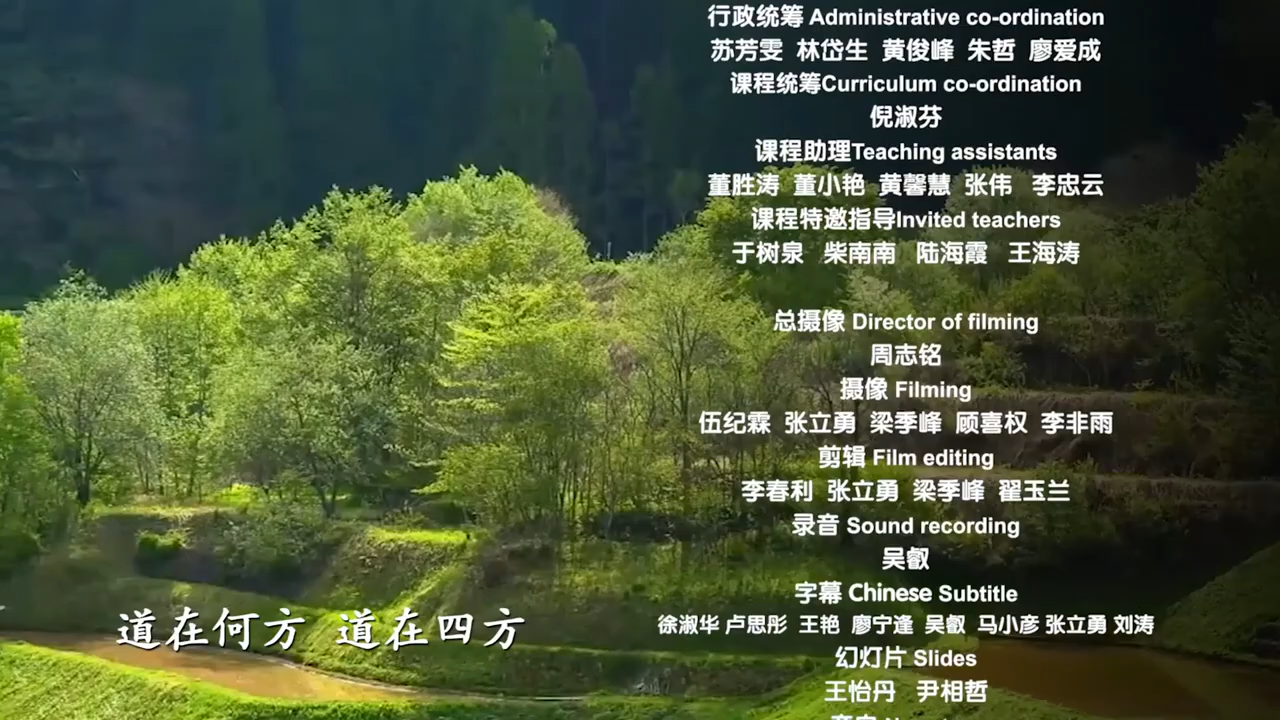 行政统筹 Administrative co-ordination
苏芳雯 林岱生 黄俊峰 朱哲 廖爱成
课程统筹Curriculum co-ordination
倪淑芬
课程助理Teaching assistants
董胜涛 董小艳 黄馨慧 张伟 李忠云
课程特邀指导Invited teachers
于树泉 柴南南 陆海霞 王海涛
总摄像 Director of filming
周志铭
摄像 Filming
伍纪霖 张立勇 梁季峰 顾喜权 李非雨
剪辑 Film editing
李春利 张立勇 梁季峰 翟玉兰
录音 Sound recording
吴叡
字幕 Chinese Subtitle
徐淑华 卢思彤 王艳 廖宁逢 吴叡 马小彦 张立勇 刘涛
幻灯片 Slides
王怡丹 尹相哲
道在何方 道在四方